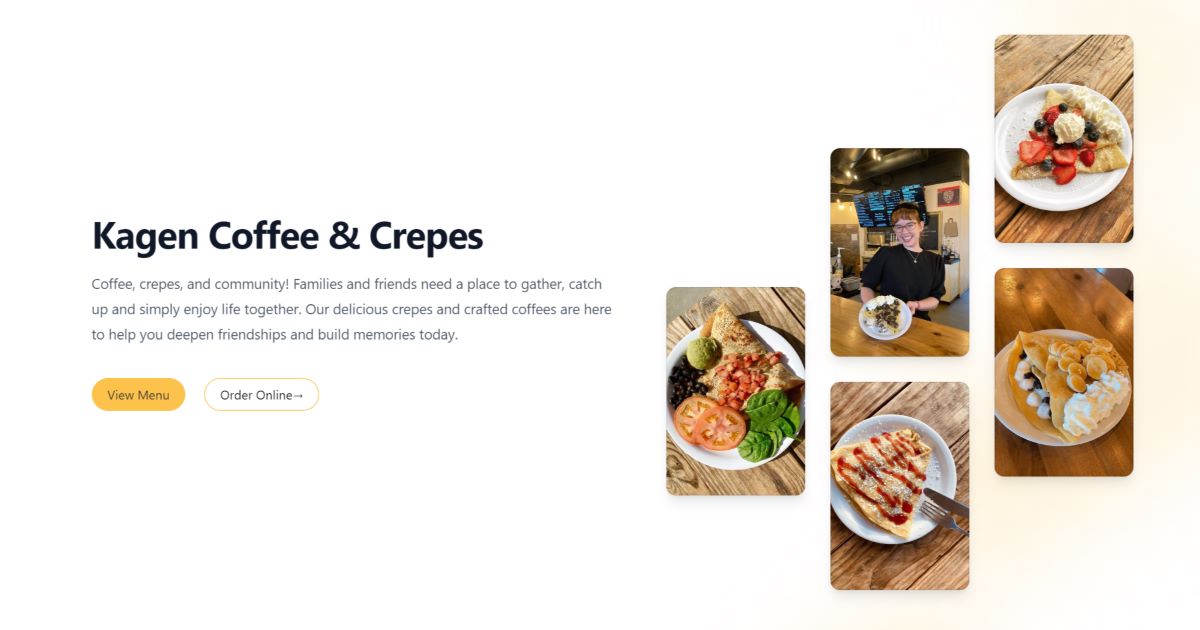 Kagen Coffee & Crepes
Coffee, crepes, and community! Families and friends need a place to gather, catch
up and simply enjoy life together. Our delicious crepes and crafted coffees are here
to help you deepen friendships and build memories today.
View Menu
Order Online→